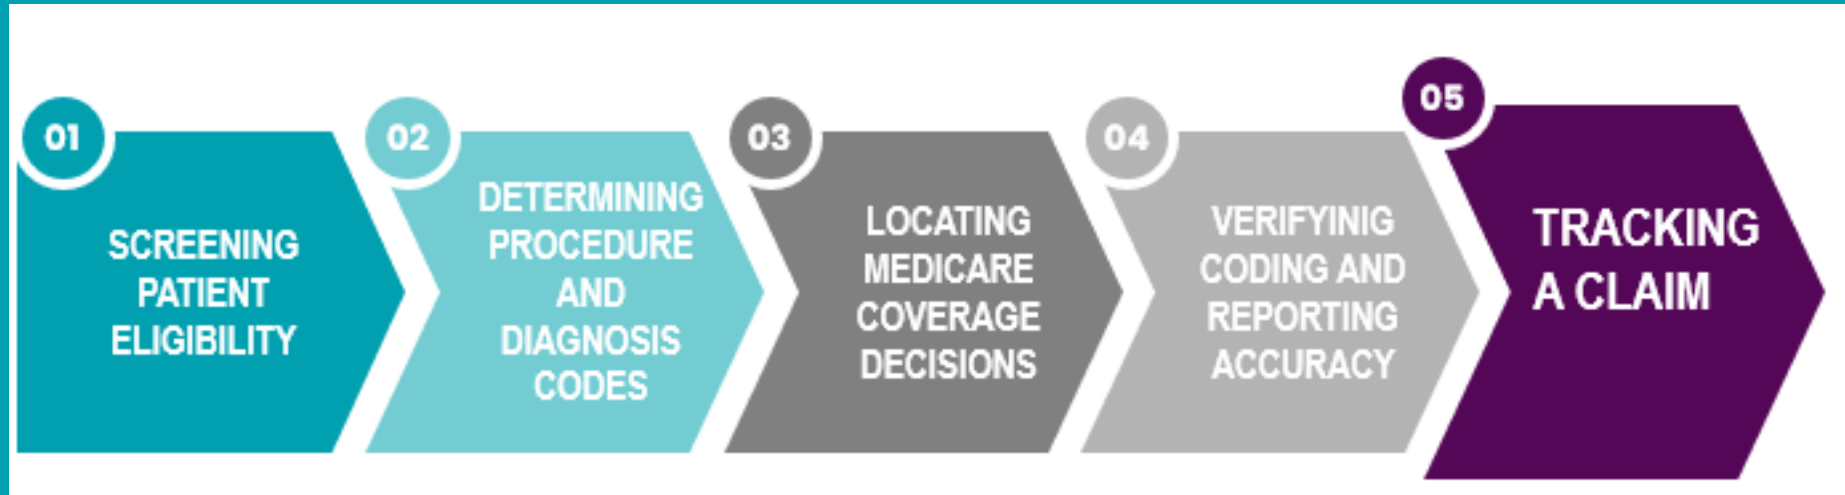 01
SCREENING
PATIENT
ELIGIBILITY
02
DETERMINING
PROCEDURE
AND
DIAGNOSIS
CODES
03
LOCATING
MEDICARE
COVERAGE
DECISIONS
04
VERIFYINIG
CODING AND
REPORTING
ACCURACY
05
TRACKING
A CLAIM